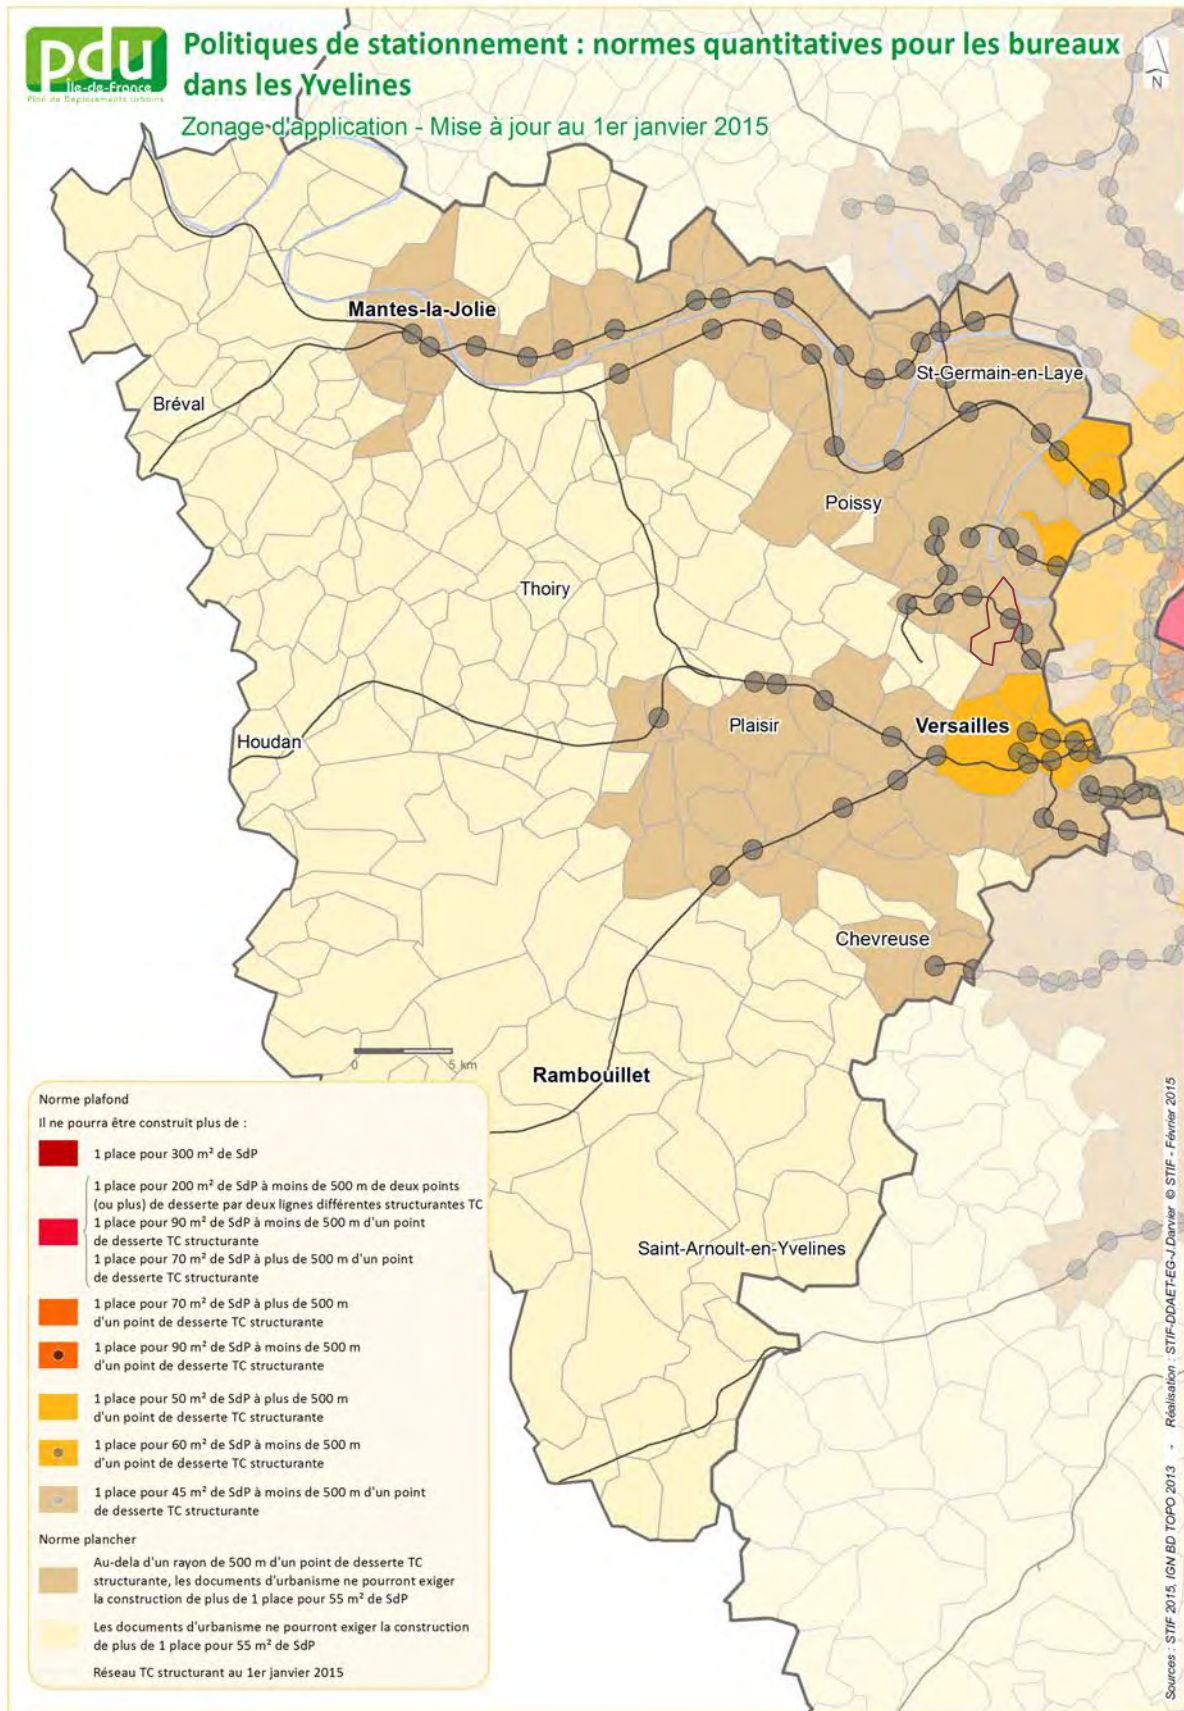 pdu
Île-de-France
Plan de Déplacements Urbains
Politiques de stationnement : normes quantitatives pour les bureaux
dans les Yvelines
Zonage d'application - Mise à jour au 1er janvier 2015
N
Mantes-la-Jolie
St-Germain-en-Laye
Bréval
Poissy
Thoiry
Plaisir
Versailles
Houdan
Chevreuse
0 5 km
Rambouillet
Saint-Arnoult-en-Yvelines
Norme plafond
Il ne pourra être construit plus de :
1 place pour 300 m² de SdP
1 place pour 200 m² de SdP à moins de 500 m de deux points
(ou plus) de desserte par deux lignes différentes structurantes TC
1 place pour 90 m² de SdP à moins de 500 m d'un point
de desserte TC structurante
1 place pour 70 m² de SdP à plus de 500 m d'un point
de desserte TC structurante
1 place pour 70 m² de SdP à plus de 500 m
d'un point de desserte TC structurante
1 place pour 90 m² de SdP à moins de 500 m
d'un point de desserte TC structurante
1 place pour 50 m² de SdP à plus de 500 m
d'un point de desserte TC structurante
1 place pour 60 m² de SdP à moins de 500 m
d'un point de desserte TC structurante
1 place pour 45 m² de SdP à moins de 500 m d'un point
de desserte TC structurante
Norme plancher
Au-dela d'un rayon de 500 m d'un point de desserte TC
structurante, les documents d'urbanisme ne pourront exiger
la construction de plus de 1 place pour 55 m² de SdP
Les documents d'urbanisme ne pourront exiger la construction
de plus de 1 place pour 55 m² de SdP
Réseau TC structurant au 1er janvier 2015
Sources : STIF 2015, IGN BD TOPO 2013 - Réalisation : STIF-DDAET-EG-J.Darvier © STIF - Février 2015